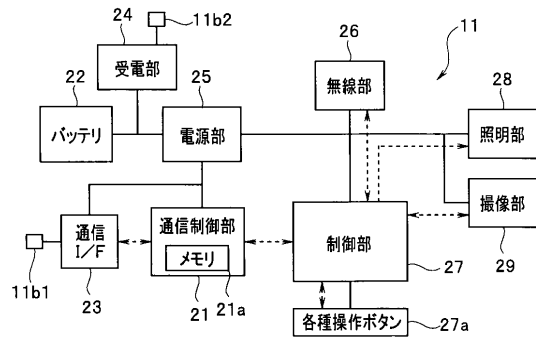 11b2
24
受電部
22
バッテリ
25
電源部
26
無線部
11
28
照明部
撮像部
29
通信
I/F
11b1
23
通信制御部
メモリ
21
21a
制御部
27
各種操作ボタン
27a